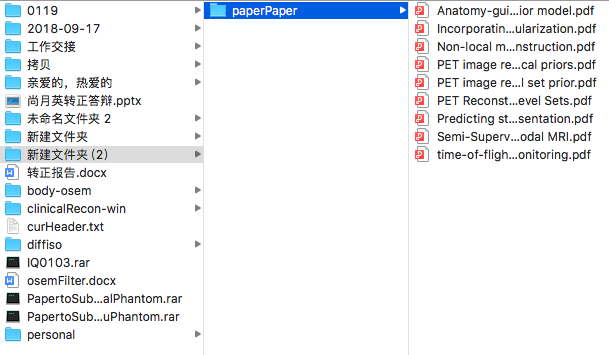 0119
2018-09-17
工作交接
拷贝
亲爱的，热爱的
尚月英转正答辩.pptx
未命名文件夹 2
新建文件夹
新建文件夹 (2)
转正报告.docx
body-osem
clinicalRecon-win
curHeader.txt
diffiso
IQ0103.rar
osemFilter.docx
PapertoSub...alPhantom.rar
PapertoSub...uPhantom.rar
personal
paperPaper
Anatomy-gui...ior model.pdf
Incorporatin...ularization.pdf
Non-local m...nstruction.pdf
PET image re...cal priors.pdf
PET image re...l set prior.pdf
PET Reconst...evel Sets.pdf
Predicting st...sentation.pdf
Semi-Superv...odal MRI.pdf
time-of-fligh...onitoring.pdf